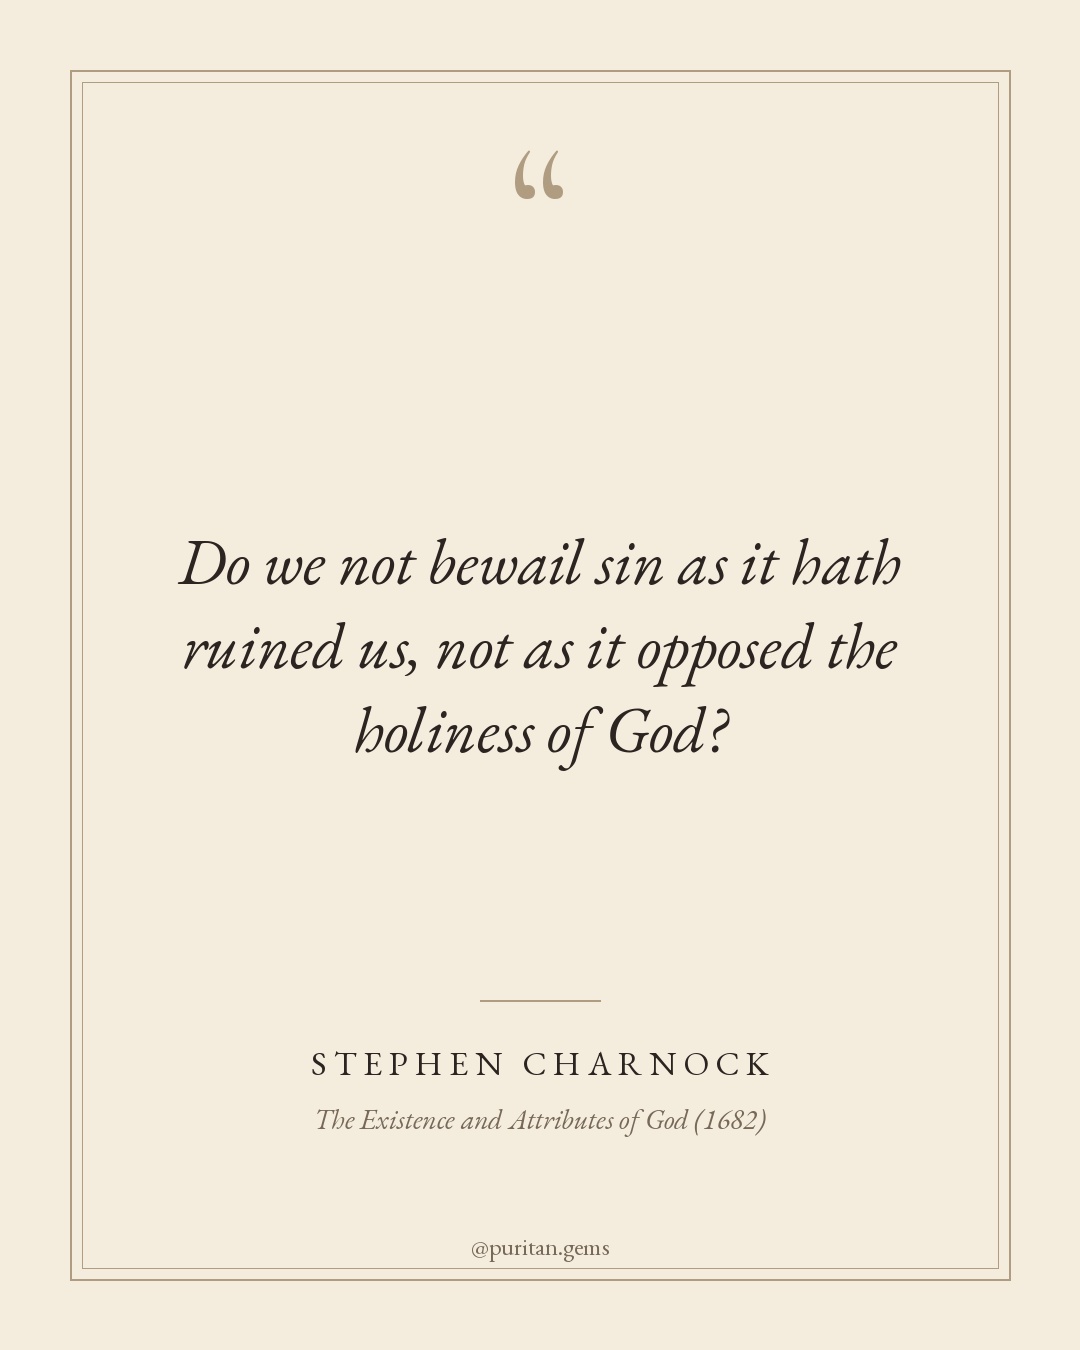 “
Do we not bewail sin as it hath
ruined us, not as it opposed the
holiness of God?
STEPHEN CHARNOCK
The Existence and Attributes of God (1682)
@puritan.gems